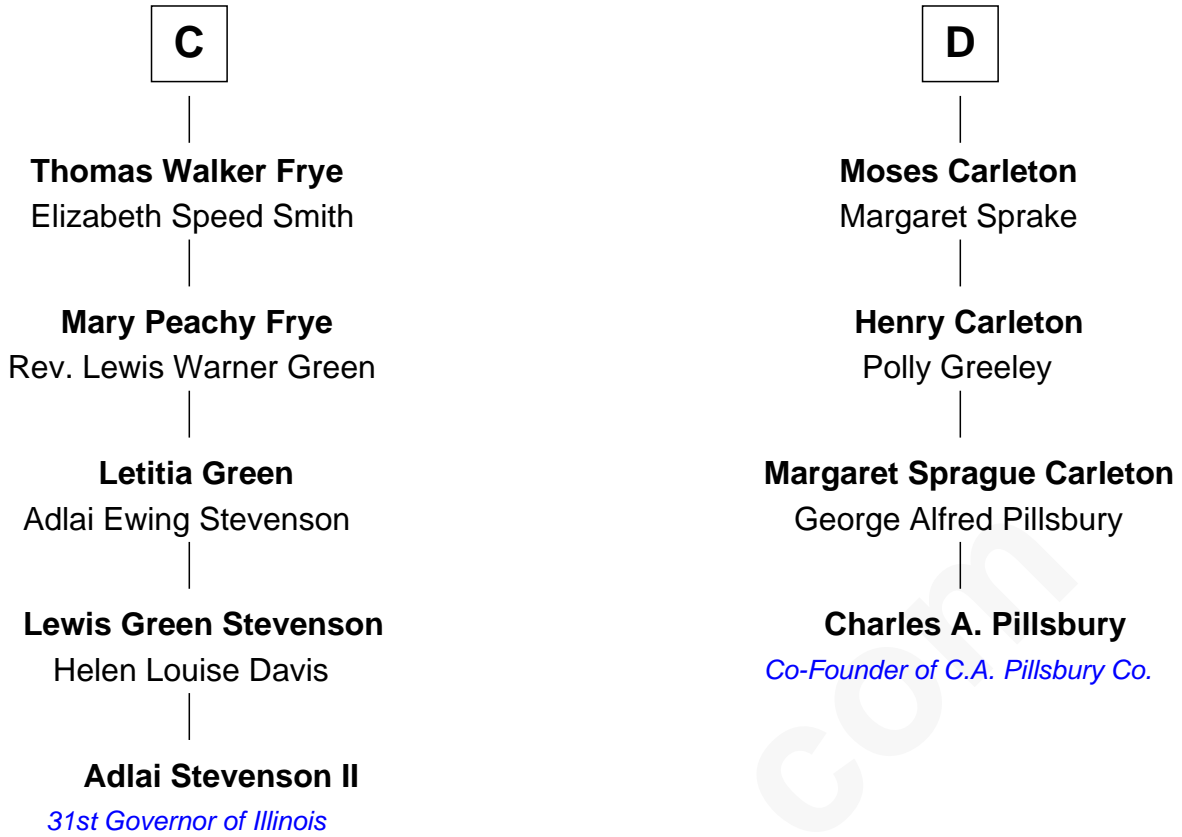 C
Thomas Walker Frye
Elizabeth Speed Smith
Mary Peachy Frye
Rev. Lewis Warner Green
Letitia Green
Adlai Ewing Stevenson
Lewis Green Stevenson
Helen Louise Davis
Adlai Stevenson II
31st Governor of Illinois
D
Moses Carleton
Margaret Sprake
Henry Carleton
Polly Greeley
Margaret Sprague Carleton
George Alfred Pillsbury
Charles A. Pillsbury
Co-Founder of C.A. Pillsbury Co.
com